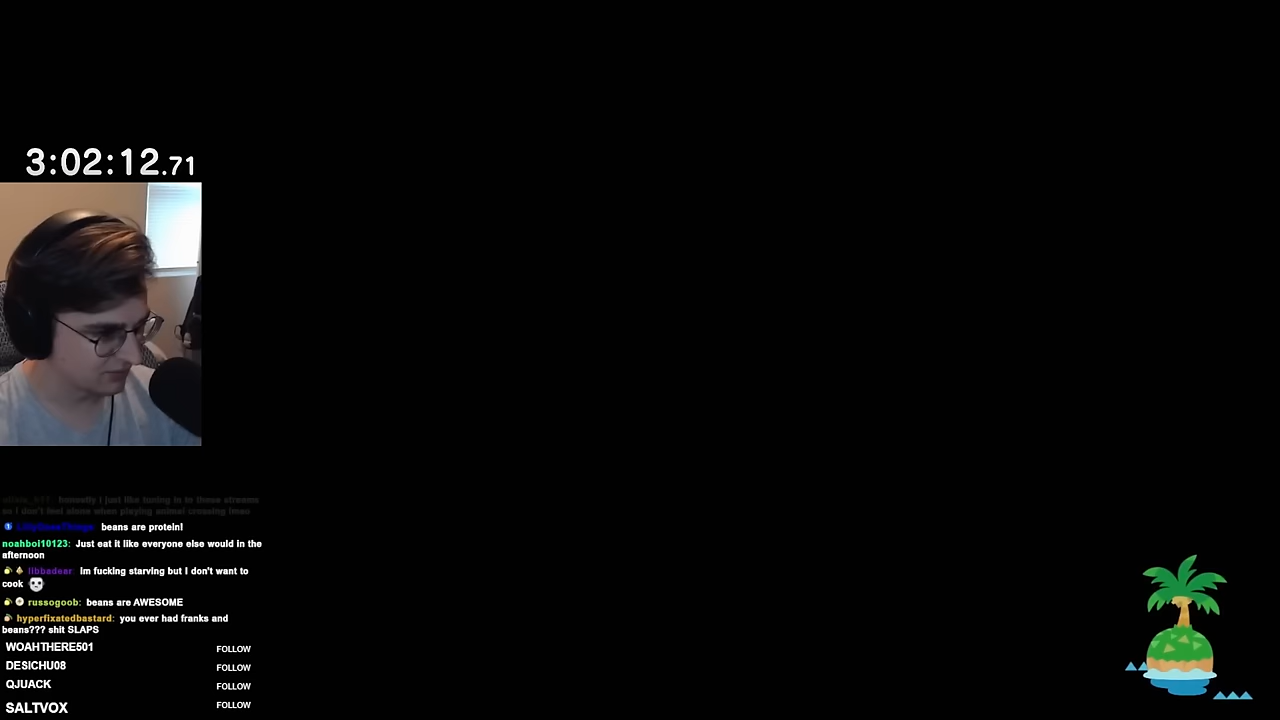 3:02:12.71
honestly i just like tuning in to these streams
so I don't feel alone when playing animal crossing lmao
beans are protein!
noahboi10123: Just eat it like everyone else would in the
afternoon
libbadear: Im fucking starving but I don't want to
cook
russogoob: beans are AWESOME
hyperfixatedbastard: you ever had franks and
beans??? shit SLAPS
WOAHTHERE501 FOLLOW
DESICHU08 FOLLOW
QJUACK FOLLOW
SALTVOX FOLLOW